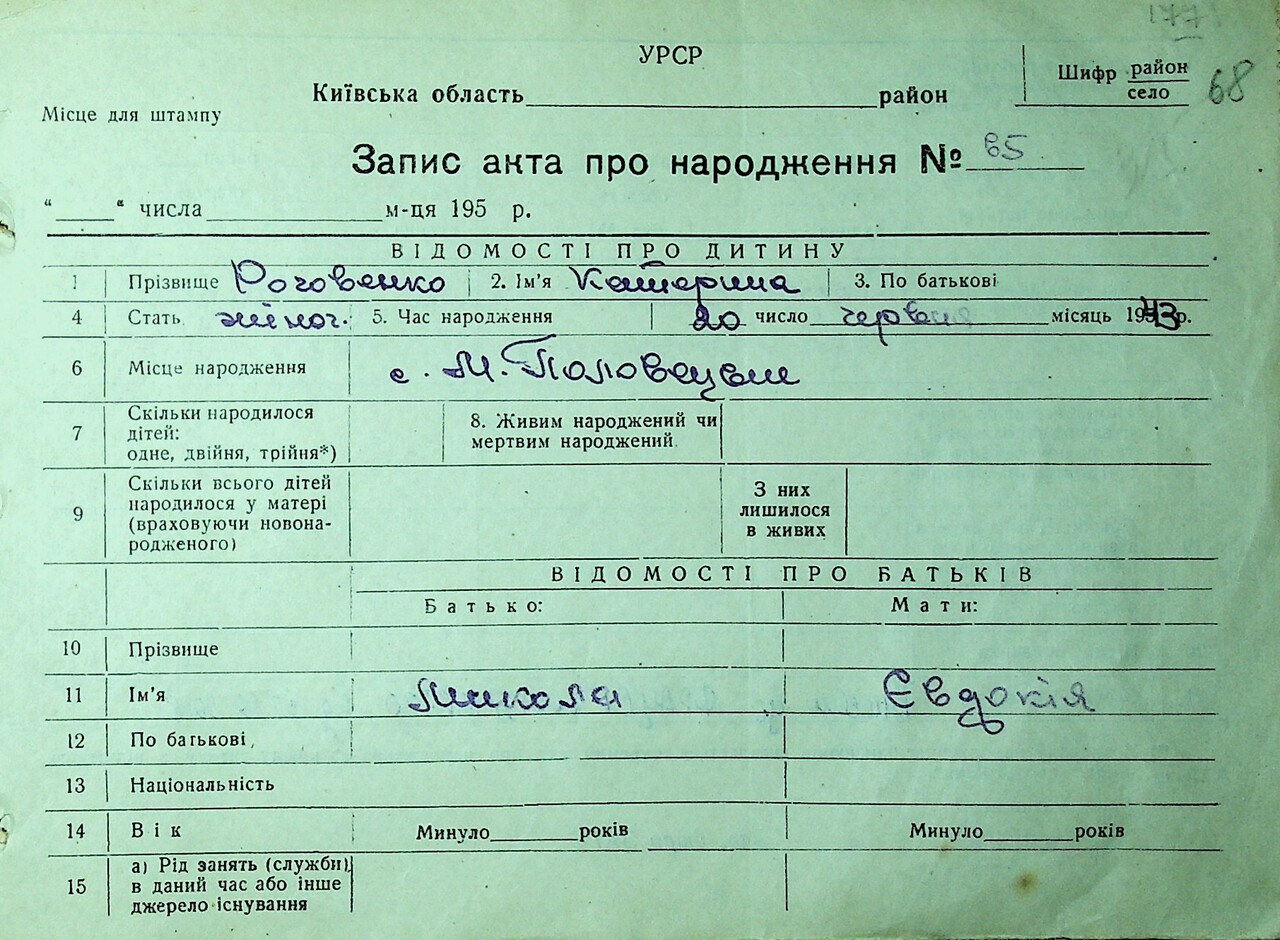 177
УРСР
Київська область район
Шифр район село 68
Місце для штампу
Запис акта про народження № 65
“ “ числа м-ця 195 р.
ВІДОМОСТІ ПРО ДИТИНУ
1 Прізвище Роговенко 2. Ім'я Катерина 3. По батькові
4 Стать жіноч. 5. Час народження 20 число червня місяць 1943 р.
6 Місце народження с. М. Половецьке
7 Скільки народилося дітей: одне, двійня, трійня*) 8. Живим народжений чи мертвим народжений
9 Скільки всього дітей народилося у матері (враховуючи новонародженого) З них лишилося в живих
ВІДОМОСТІ ПРО БАТЬКІВ
Батько: Мати:
10 Прізвище
11 Ім'я Микола Євдокія
12 По батькові
13 Національність
14 Вік Минуло років Минуло років
15 а) Рід занять (служби) в даний час або інше джерело існування